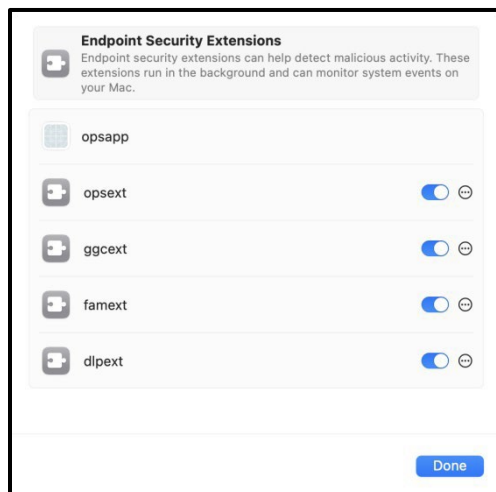 Endpoint Security Extensions
Endpoint security extensions can help detect malicious activity. These
extensions run in the background and can monitor system events on
your Mac.
opsapp
opsext
ggcext
famext
dlpext
Done